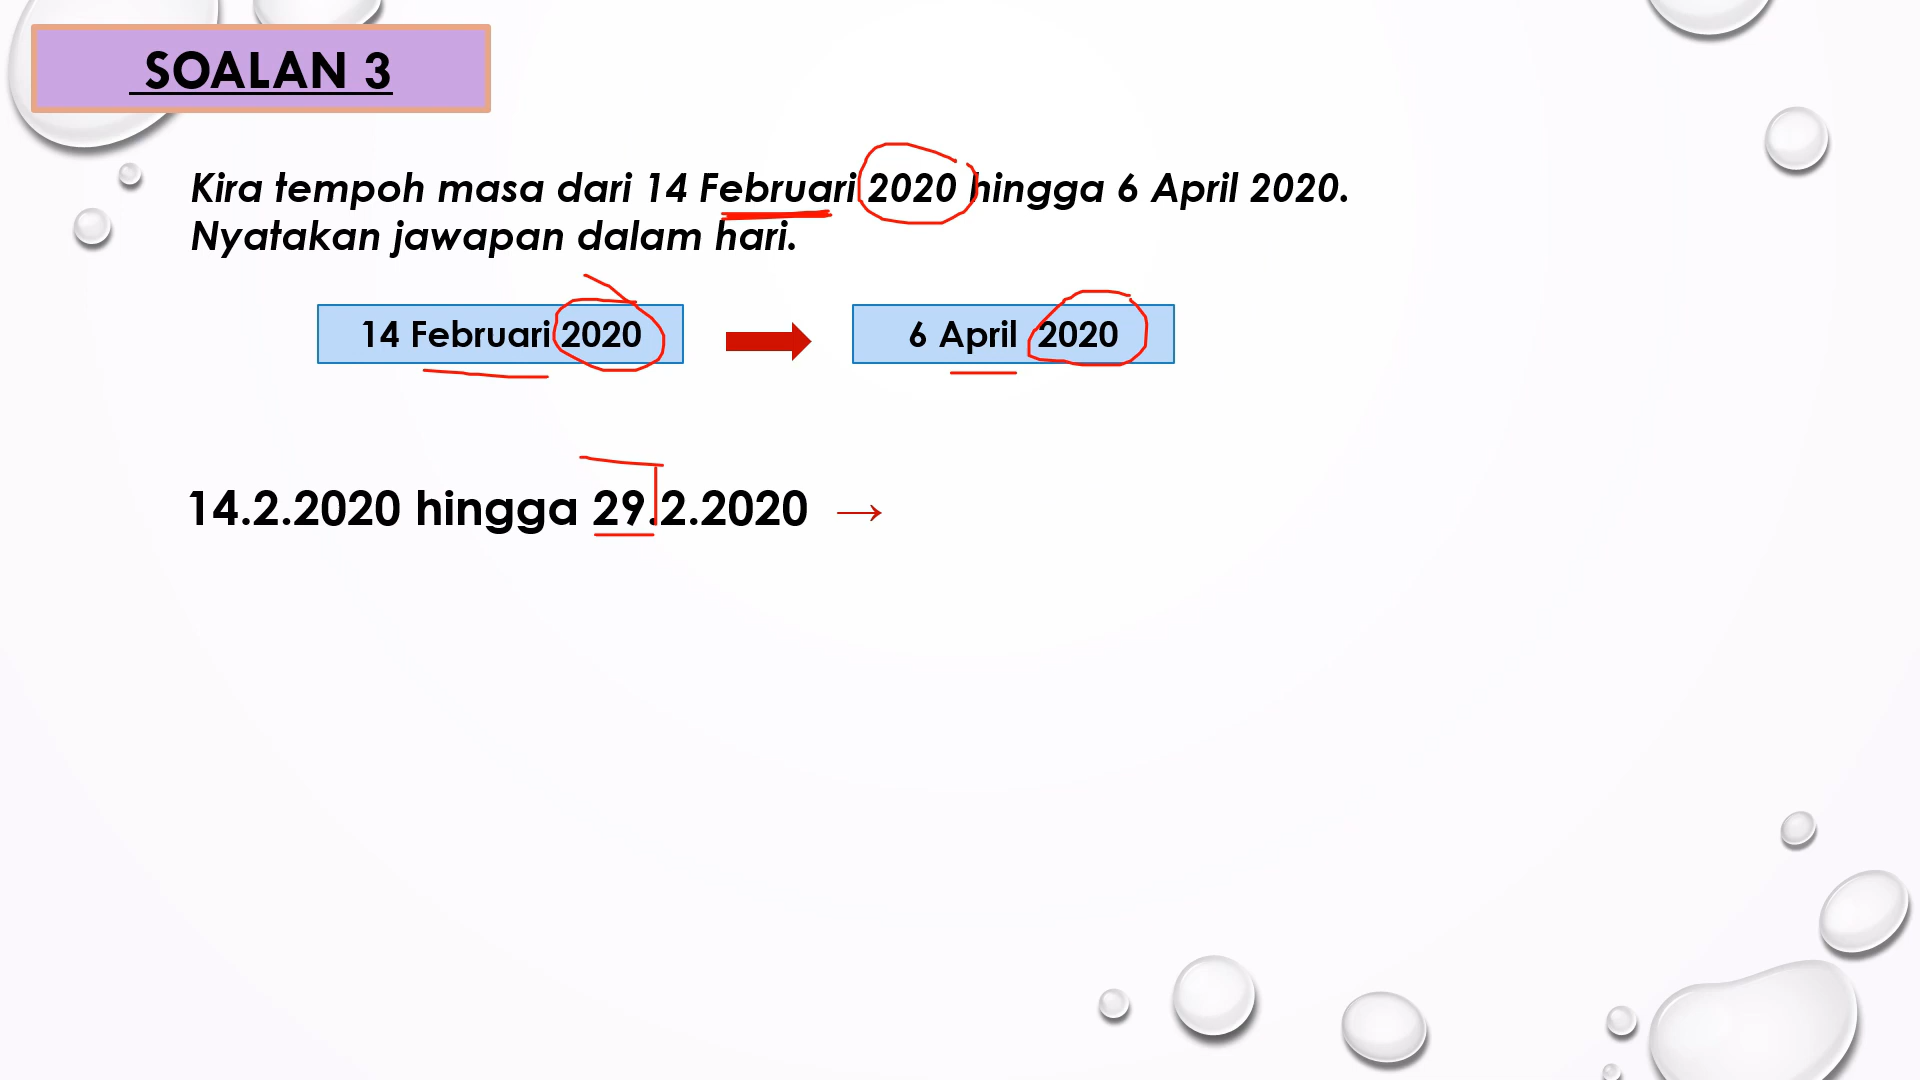 SOALAN 3
Kira tempoh masa dari 14 Februari 2020 hingga 6 April 2020.
Nyatakan jawapan dalam hari.
14 Februari 2020
6 April 2020
14.2.2020 hingga 29.2.2020 →